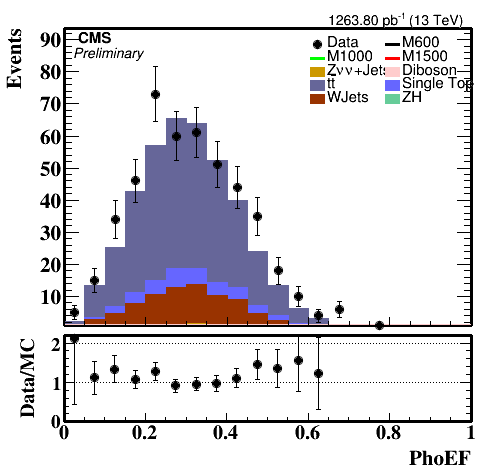 1263.80 pb⁻¹ (13 TeV)
CMS
Preliminary
Data
M600
M1000
M1500
Zνν+Jets
Diboson
tt
Single Top
WJets
ZH
Events
90
80
70
60
50
40
30
20
10
Data/MC
2
1
0
0 0.2 0.4 0.6 0.8 1
PhoEF